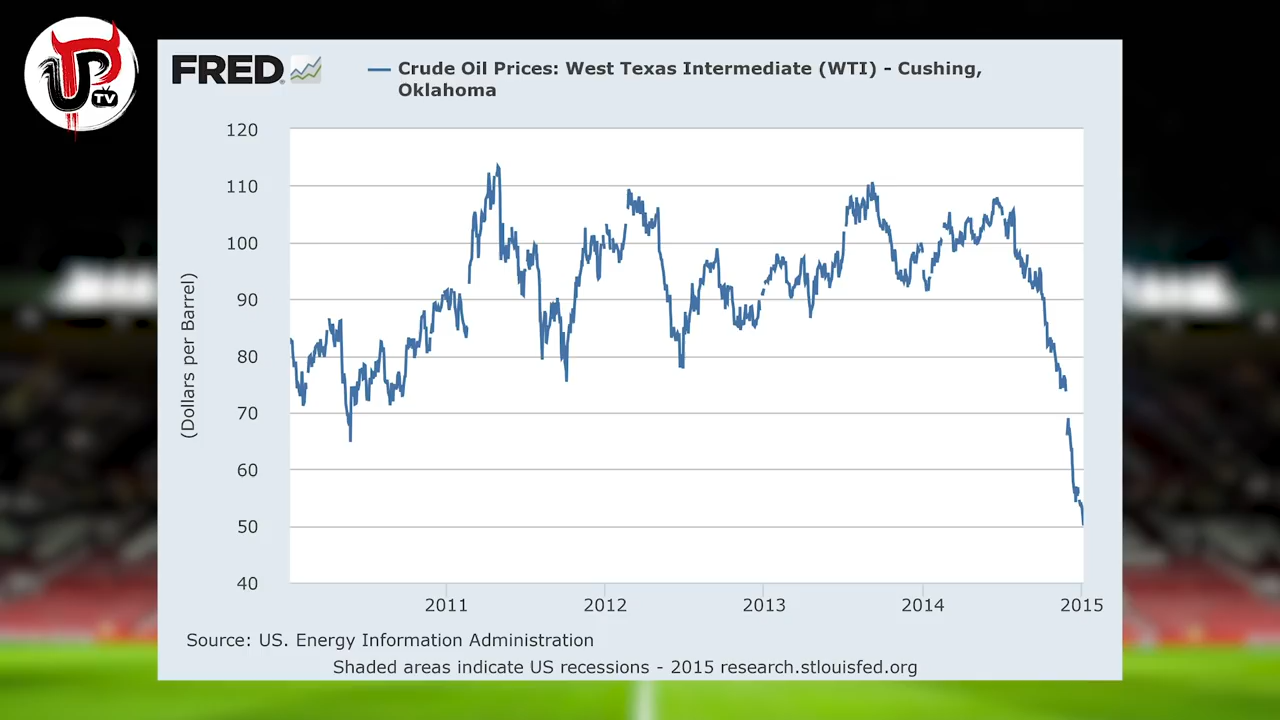 UP
TV
FRED
Crude Oil Prices: West Texas Intermediate (WTI) - Cushing,
Oklahoma
120
110
100
90
80
70
60
50
40
(Dollars per Barrel)
2011 2012 2013 2014 2015
Source: US. Energy Information Administration
Shaded areas indicate US recessions - 2015 research.stlouisfed.org